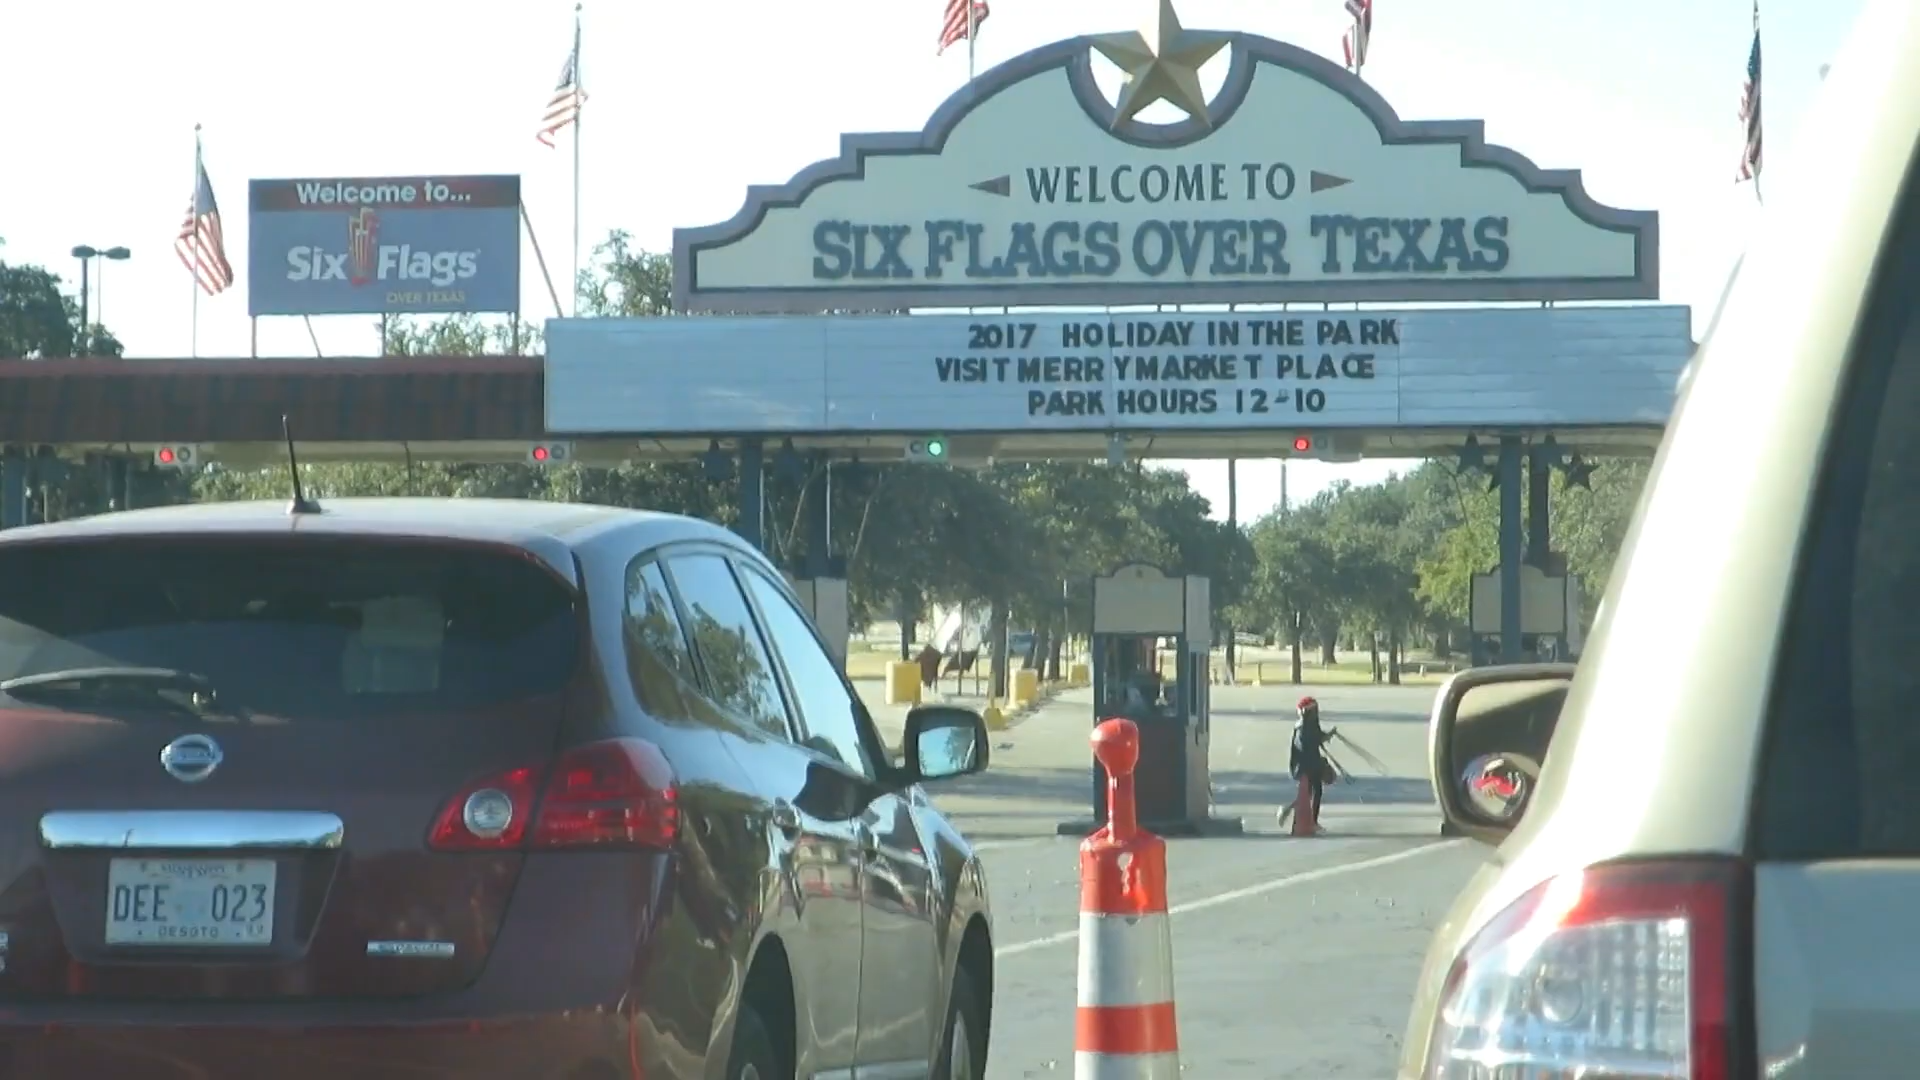 Welcome to...
Six Flags
OVER TEXAS
WELCOME TO
SIX FLAGS OVER TEXAS
2017 HOLIDAY IN THE PARK
VISIT MERRY MARKET PLACE
PARK HOURS 12-10
DEE 023
DESOTO